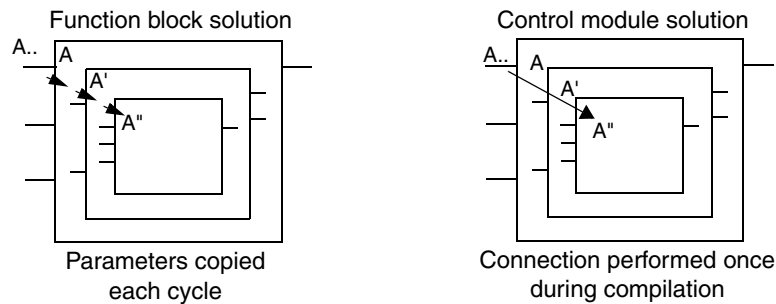 Function block solution
A..
A
A'
A"
Parameters copied
each cycle
Control module solution
A..
A
A'
A"
Connection performed once
during compilation